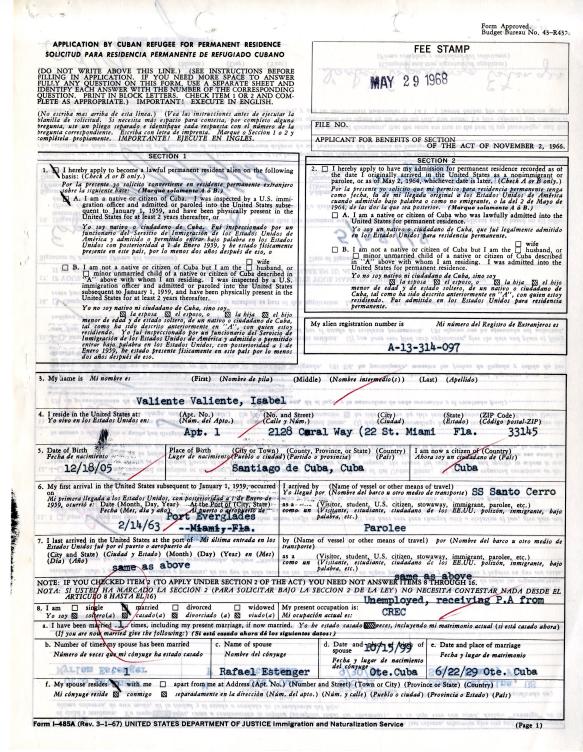 Form Approved.
Budget Bureau No. 43-R437.
APPLICATION BY CUBAN REFUGEE FOR PERMANENT RESIDENCE
SOLICITUD PARA RESIDENCIA PERMANENTE DE REFUGIADO CUBANO
(DO NOT WRITE ABOVE THIS LINE.) (SEE INSTRUCTIONS BEFORE
FILLING IN APPLICATION. IF YOU NEED MORE SPACE TO ANSWER
FULLY ANY QUESTION ON THIS FORM, USE A SEPARATE SHEET AND
IDENTIFY EACH ANSWER WITH THE NUMBER OF THE CORRESPONDING
QUESTION. PRINT IN BLOCK LETTERS. CHECK ITEM 1 OR 2 AND COM-
PLETE AS APPROPRIATE.) IMPORTANT! EXECUTE IN ENGLISH.
(No escriba mas arriba de esta linea.) (Vea las instrucciones antes de ejecutar la
planilla de solicitud. Si necesita más espacio para contestar, por completo alguna
pregunta, use un pliego separado e identifique cada respuesta con el número de la
pregunta correspondiente. Escriba con letra de imprenta. Marque o Section 1 o 2 y
complétela propiamente. IMPORTANTE! EJECUTE EN INGLES.
FEE STAMP
MAY 29 1968
FILE NO.
APPLICANT FOR BENEFITS OF SECTION
OF THE ACT OF NOVEMBER 2, 1966.
SECTION 1
1. I hereby apply to become a lawful permanent resident alien on the following
basis: (Check A or B only.)
Por la presente yo solicito convertirme en residente permanente extranjero
sobre la siguiente base: (Marque solamente A o B.)
A. I am a native or citizen of Cuba. I was inspected by a U.S. immi-
gration officer and admitted or paroled into the United States subse-
quent to January 1, 1959, and have been physically present in the
United States for at least 2 years thereafter, or
Yo soy nativo o ciudadano de Cuba. Fui inspeccionado por un
funcionario del Servicio de Inmigración de los Estados Unidos de
América y admitido o permitido entrar bajo palabra en los Estados
Unidos con posterioridad a 1 de Enero 1959, y he estado físicamente
presente en este país, por lo menos dos años después de eso, o
B. I am not a native or citizen of Cuba but I am the wife husband, or
minor unmarried child of a native or citizen of Cuba described
in "A" above with whom I am residing. I was inspected by a U.S.
immigration officer and admitted or paroled into the United States
subsequent to January 1, 1959, and have been physically present in the
United States for at least 2 years thereafter.
Yo no soy nativo ni ciudadano de Cuba, sino soy
la esposa el esposo, o la hija el hijo
menor de edad y de estado soltero, de un nativo o ciudadano de Cuba,
tal como ha sido descrito anteriormente en "A", con quien estoy
residiendo. Yo fui inspeccionado por un funcionario del Servicio de
Inmigración de los Estados Unidos de América y admitido o permitido
entrar bajo palabra en los Estados Unidos, con posterioridad a 1 de Enero
1959, he estado presente físicamente en este país por lo menos
dos años después de eso.
SECTION 2
2. I hereby apply to have my admission for permanent residence recorded as of
the date I originally arrived in the United States as a nonimmigrant or
parolee, or as of May 2, 1964, whichever date is later. (Check A or B only.)
Por la presente yo solicito que mi permiso, para residencia permanente, tenga
como fecha, la de mi llegada original a los Estados Unidos de América,
cuando admitido bajo palabra o como no emigrante, o la del 2 de Mayo de
1964; de las dos la que sea posterior. (Marque solamente A o B.)
A. I am a native or citizen of Cuba who was lawfully admitted into the
United States for permanent residence.
Yo soy un nativo o ciudadano de Cuba, que fué legalmente admitido
en los Estados Unidos para residencia permanente.
B. I am not a native or citizen of Cuba but I am the wife husband, or
minor unmarried child of a native or citizen of Cuba described in
"A" above with whom I am residing. I was admitted into the United
States for permanent residence.
Yo no soy nativo ni ciudadano de Cuba, sino soy
la esposa el esposo, o la hija el hijo
menor de edad y de estado soltero, de un nativo o ciudadano de Cuba,
tal como ha sido descrito anteriormente en "A", con quien estoy
residiendo. Fui admitido en los Estados Unidos para residencia
permanente.
My alien registration number is Mi número del Registro de Extranjeros es
A-13-314-097
3. My name is Mi nombre es (First) (Nombre de pila) (Middle) (Nombre intermedio(s)) (Last) (Apellido)
Valiente Valiente, Isabel
4. I reside in the United States at: (Apt. No.) (No. and Street) (City) (State) (ZIP Code)
Yo vivo en los Estados Unidos en: (Apto. Núm.) (Calle y Núm.) (Ciudad) (Estado) (Código postal-ZIP)
Apt. 1 2128 Coral Way (22 St. Miami Fla. 33145
5. Date of Birth Place of Birth (City or Town) (County, Province, or State) (Country) I am now a citizen of (Country)
Fecha de nacimiento Lugar de nacimiento (Pueblo o ciudad) (Provincia o estado) (País) Ahora soy un ciudadano de (País)
12/18/05 Santiago de Cuba, Cuba Cuba
6. My first arrival in the United States subsequent to January 1, 1959, occurred
on
Mi primera llegada a los Estados Unidos, con posterioridad a 1 de Enero de
1959, ocurrió el: Date (Month, Day, Year) At the Port of (City, State)
Fecha (Mes, día y año) A puerto o aeropuerto de
Port Everglades
2/14/63 Miami, Fla.
I arrived by (Name of vessel or other means of travel)
Yo llegué por (Nombre del barco u otro medio de transporte) SS Santo Cerro
as a (Visitor, student, U.S. citizen, stowaway, immigrant, parolee, etc.)
como un (Visitante, estudiante, ciudadano de los EE.UU. polizón, inmigrante, bajo
palabra, etc.)
Parolee
7. I last arrived in the United States at the port of Mi última entrada en los
Estados Unidos fué por el puerto o aeropuerto de
(City and State) (Ciudad y Estado) (Month) (Day) (Year) en (Mes)
(Día) (Año)
same as above
by (Name of vessel or other means of travel) por (Nombre del barco u otro medio de
transporte)
as a (Visitor, student, U.S. citizen, stowaway, immigrant, parolee, etc.)
como un (Visitante, estudiante, ciudadano de los EE.UU., polizón, inmigrante, bajo
palabra, etc.)
same as above
NOTE: IF YOU CHECKED ITEM 2 (TO APPLY UNDER SECTION 2 OF THE ACT) YOU NEED NOT ANSWER ITEMS 8 THROUGH 16.
NOTA: SI USTED HA MARCADO LA SECTION 2 (PARA SOLICITAR BAJO LA SECTION 2 DE LA LEY) NO NECESITA CONTESTAR NADA DESDE EL
ARTICULO 8 HASTA EL 16)
8. I am single married divorced widowed My present occupation is:
Yo soy soltero(a) casado(a) divorciado(a) viudo(a) Mi ocupación actual es:
Unemployed, receiving P.A from
CREC
a. I have been married 1 times, including my present marriage, if now married. Yo he estado casado veces, incluyendo mi matrimonio actual (si está casado ahora)
(If you are now married give the following:) (Si está casado ahora dé los siguientes datos:)
b. Number of times my spouse has been married
Número de veces que mi cónyuge ha estado casado
1
c. Name of spouse
Nombre del cónyuge
Rafael Estenger
d. Date and place of birth of spouse
Fecha y lugar de nacimiento
del cónyuge
10/15/99
Ote.Cuba
e. Date and place of marriage
Fecha y lugar de matrimonio
6/22/29 Ote.Cuba
f. My spouse resides with me apart from me at Address (Apt. No.) (Number and Street) (Town or City) (Province or State) (Country)
Mi cónyuge reside conmigo separadamente en la dirección (Núm. del apto.) (Núm. y calle) (Pueblo o ciudad) (Provincia o Estado) (País)
Form I-485A (Rev. 3-1-67) UNITED STATES DEPARTMENT OF JUSTICE Immigration and Naturalization Service (Page 1)